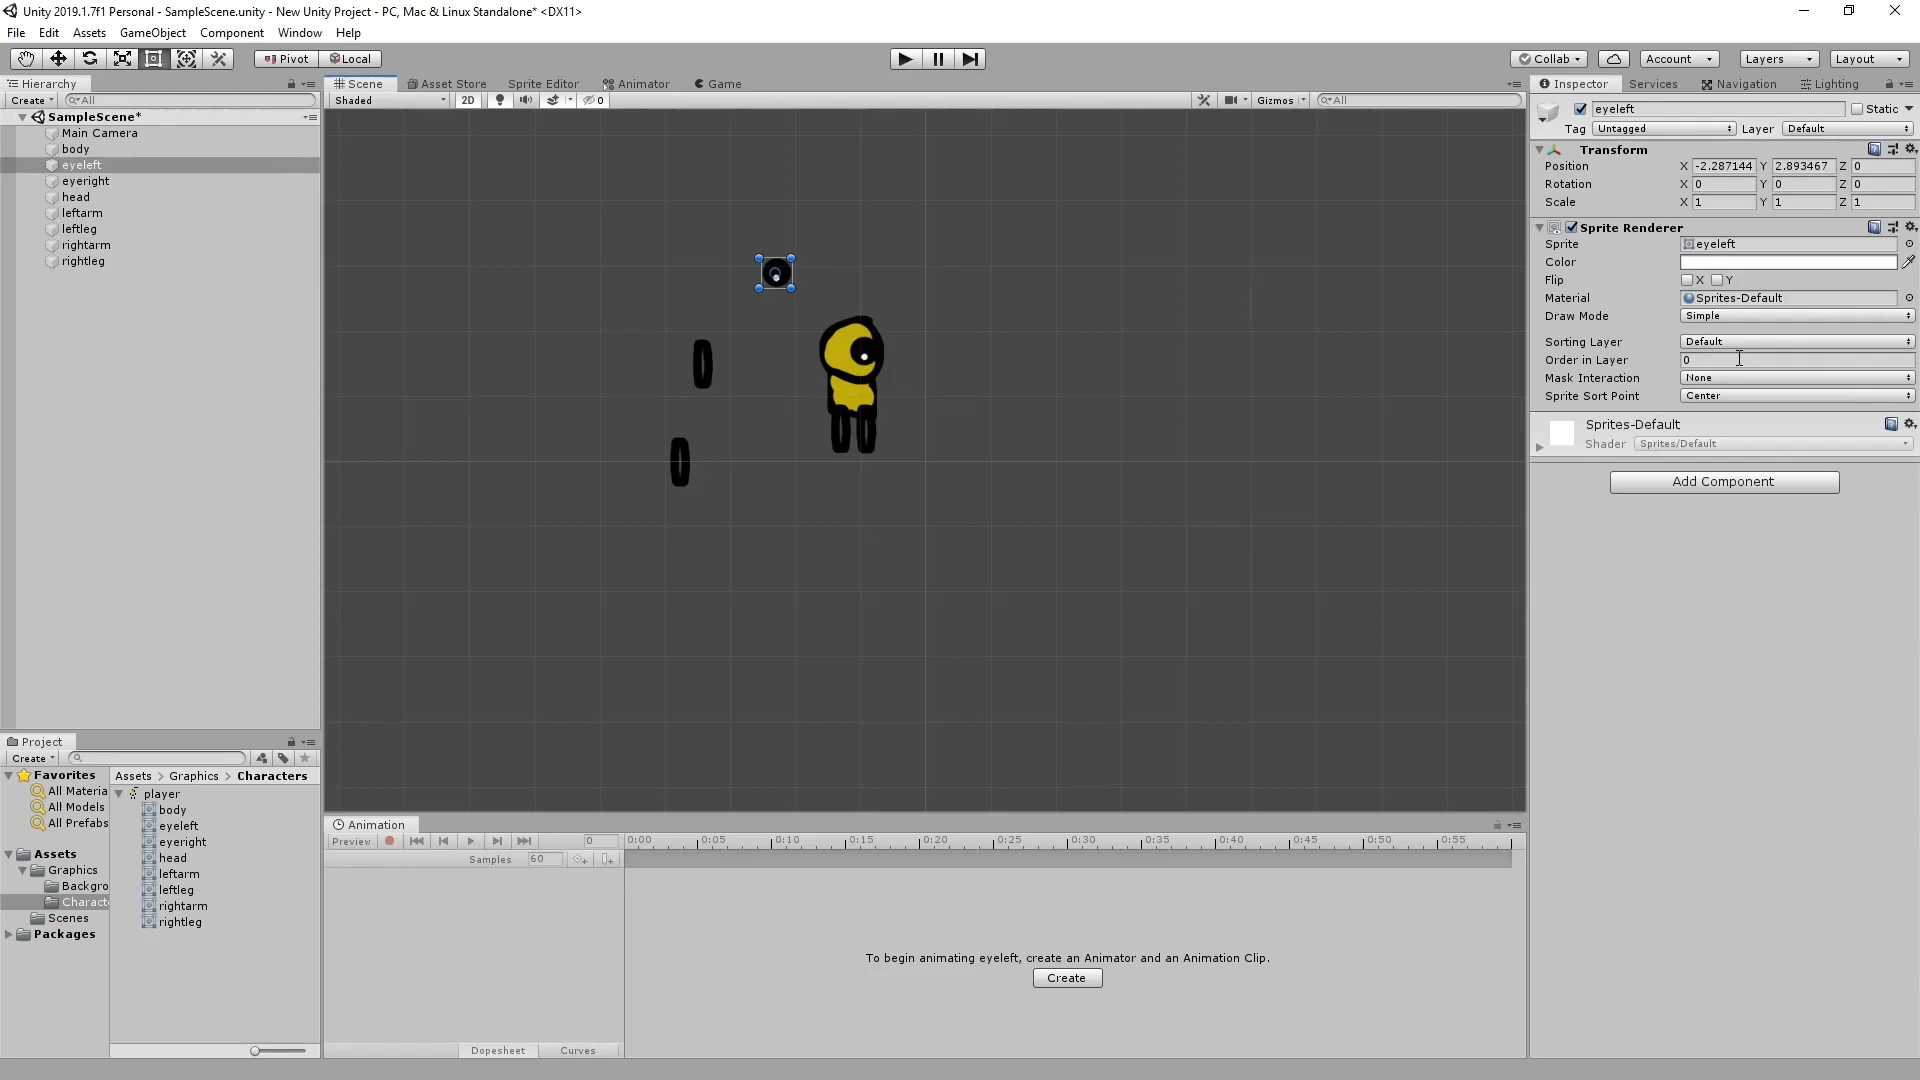 Unity 2019.1.7f1 Personal - SampleScene.unity - New Unity Project - PC, Mac & Linux Standalone* <DX11>
File Edit Assets GameObject Component Window Help
Pivot Local Collab Account Layers Layout
Hierarchy
Create All
SampleScene*
Main Camera
body
eyeleft
eyeright
head
leftarm
leftleg
rightarm
rightleg
Scene Asset Store Sprite Editor Animator Game
Shaded 2D 0 Gizmos All
Inspector Services Navigation Lighting
eyeleft Static
Tag Untagged Layer Default
Transform
Position X -2.287144 Y 2.893467 Z 0
Rotation X 0 Y 0 Z 0
Scale X 1 Y 1 Z 1
Sprite Renderer
Sprite eyeleft
Color
Flip X Y
Material Sprites-Default
Draw Mode Simple
Sorting Layer Default
Order in Layer 0
Mask Interaction None
Sprite Sort Point Center
Sprites-Default
Shader Sprites/Default
Add Component
Project
Create
Favorites
All Materia
All Models
All Prefabs
Assets
Graphics
Backgro
Charact
Scenes
Packages
Assets > Graphics > Characters
player
body
eyeleft
eyeright
head
leftarm
leftleg
rightarm
rightleg
Animation
Preview 0 0:00 0:05 0:10 0:15 0:20 0:25 0:30 0:35 0:40 0:45 0:50 0:55
Samples 60
To begin animating eyeleft, create an Animator and an Animation Clip.
Create
Dopesheet Curves